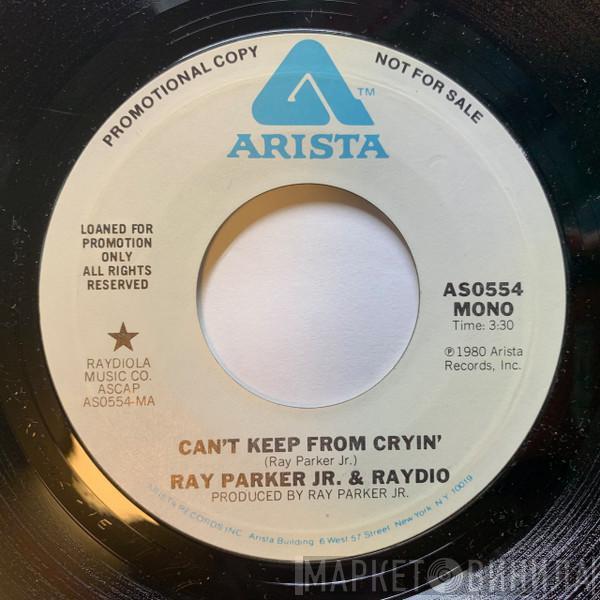 PROMOTIONAL COPY
NOT FOR SALE
TM
ARISTA
LOANED FOR
PROMOTION
ONLY
ALL RIGHTS
RESERVED
AS0554
MONO
Time: 3:30
℗ 1980 Arista
Records, Inc.
RAYDIOLA
MUSIC CO.
ASCAP
AS0554-MA
CAN'T KEEP FROM CRYIN'
(Ray Parker Jr.)
RAY PARKER JR. & RAYDIO
PRODUCED BY RAY PARKER JR.
ARISTA RECORDS INC. Arista Building 6 West 57 Street, New York, N.Y. 10019
МАРКЕТ ВИНИЛА